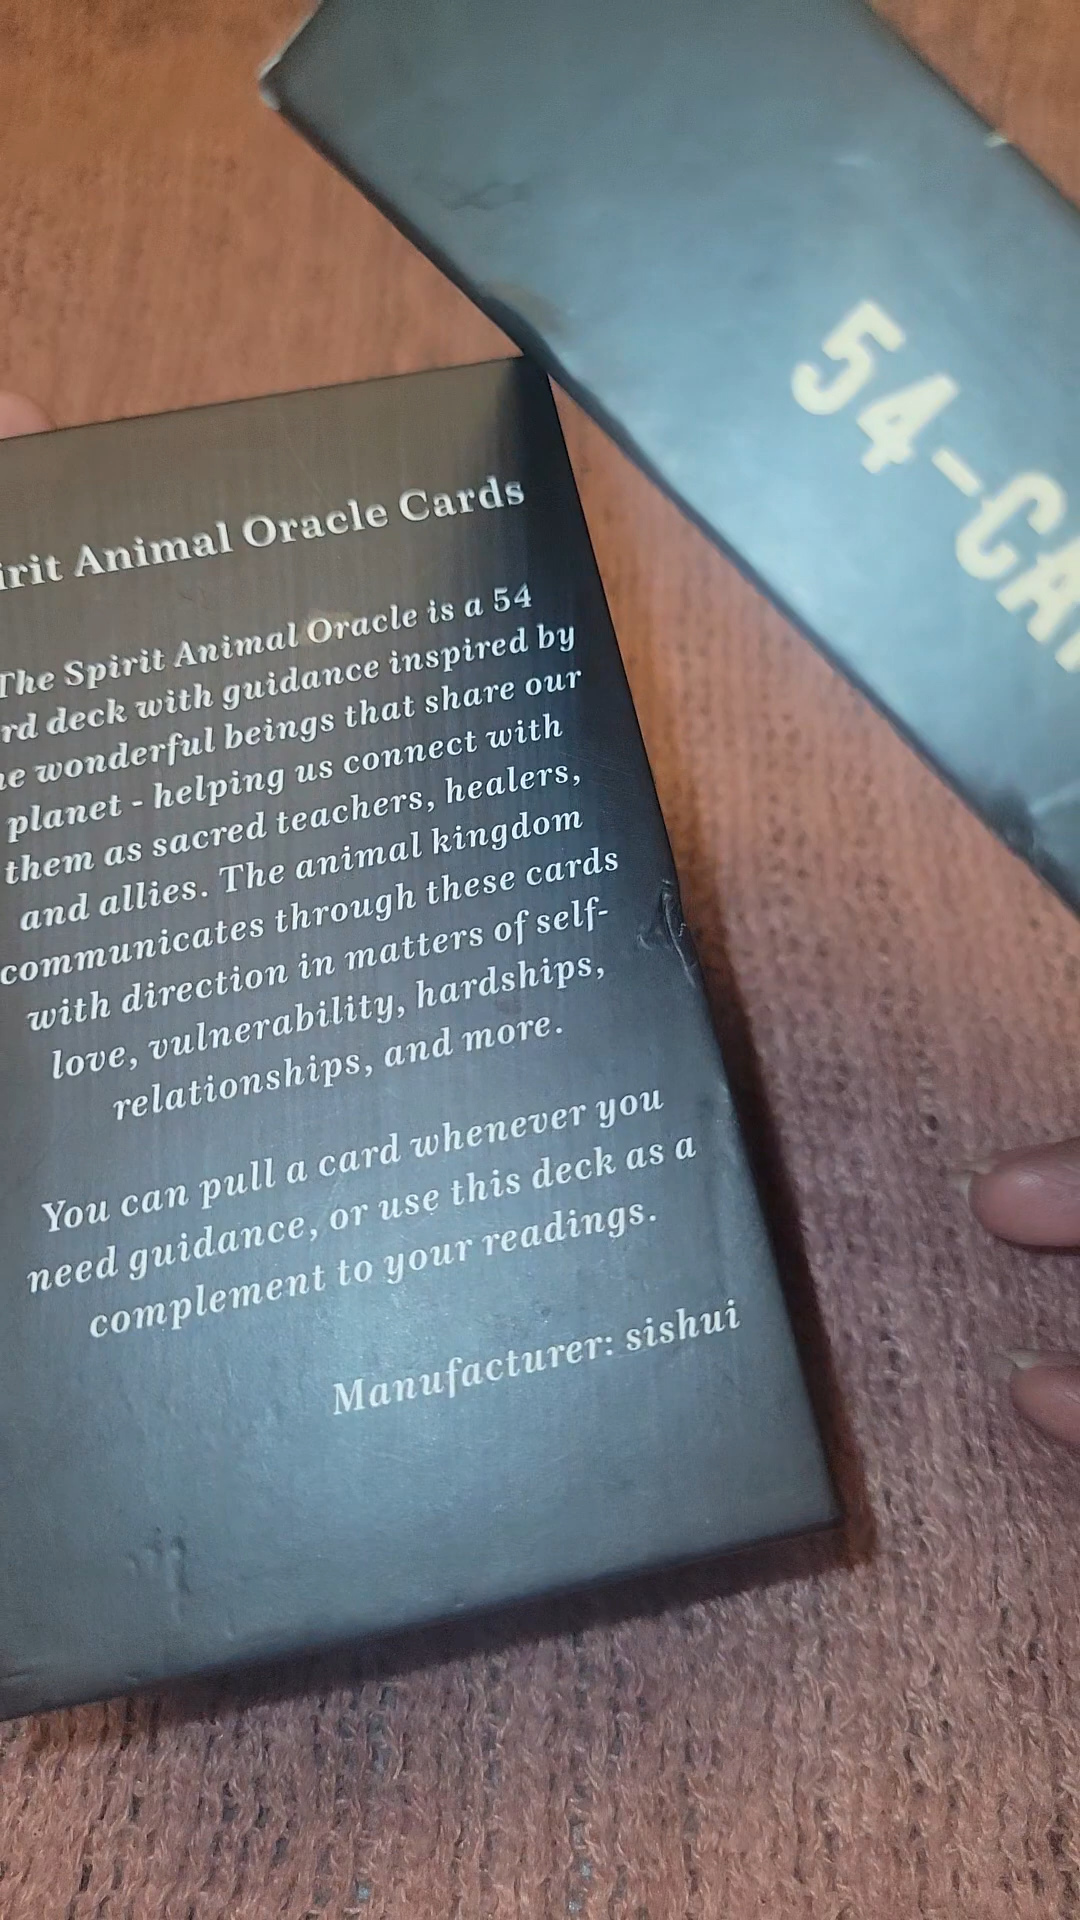 54-CA
irit Animal Oracle Cards
The Spirit Animal Oracle is a 54
rd deck with guidance inspired by
he wonderful beings that share our
planet - helping us connect with
them as sacred teachers, healers,
and allies. The animal kingdom
communicates through these cards
with direction in matters of self-
love, vulnerability, hardships,
relationships, and more.
You can pull a card whenever you
need guidance, or use this deck as a
complement to your readings.
Manufacturer: sishui